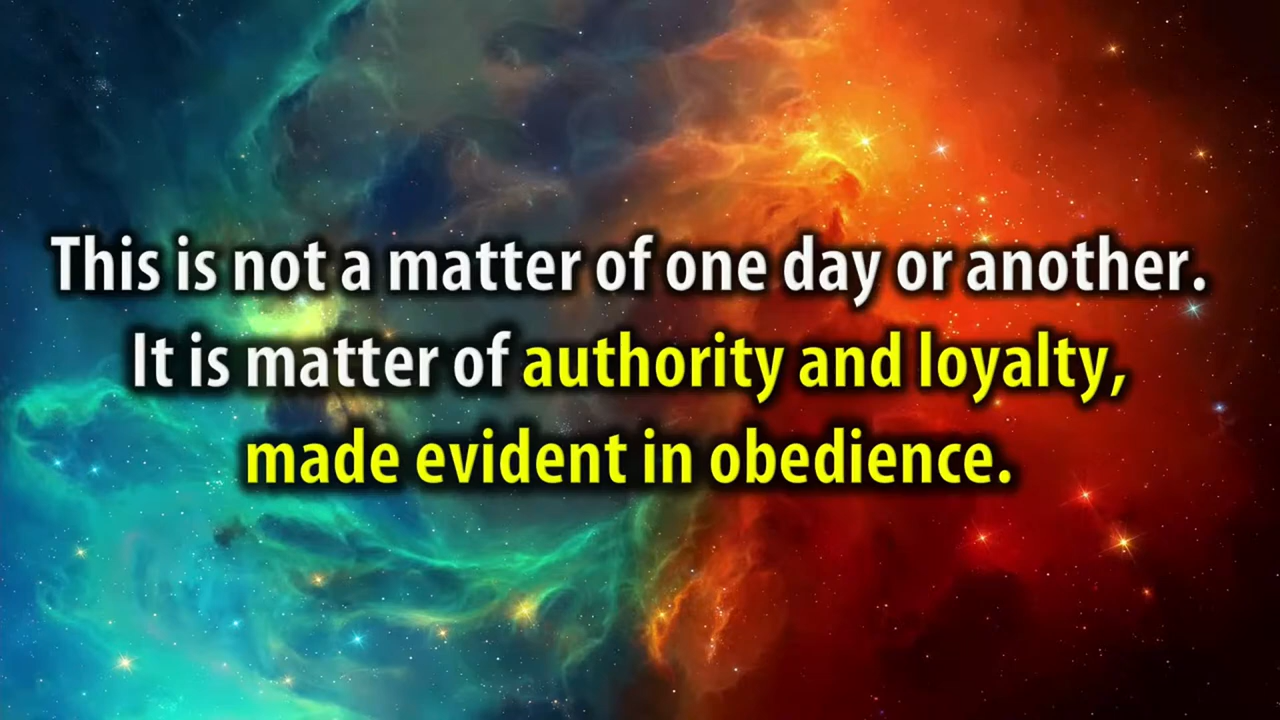 This is not a matter of one day or another.
It is matter of authority and loyalty,
made evident in obedience.